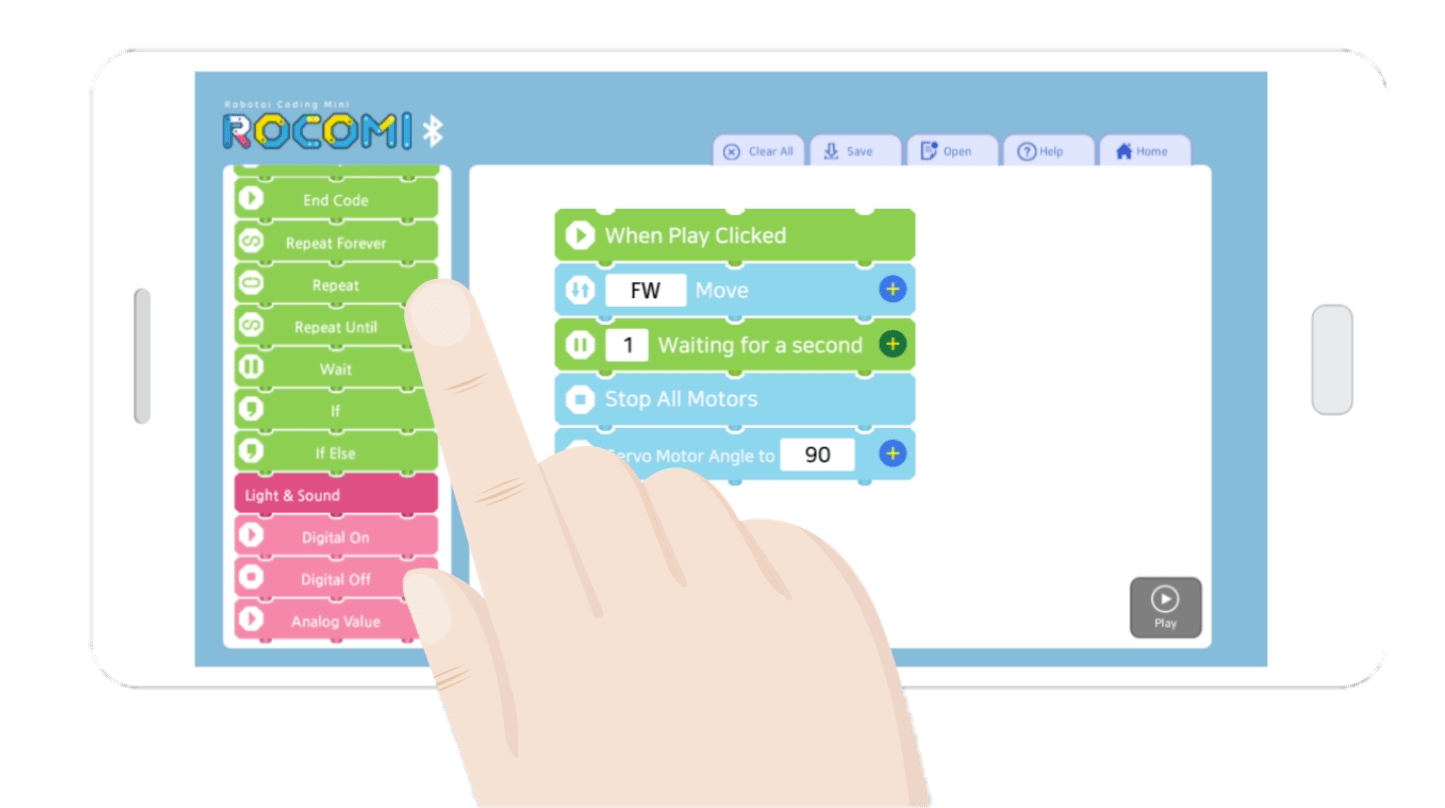 Robotoi Coding Mini
ROCOMI
Clear All
Save
Open
Help
Home
End Code
Repeat Forever
Repeat
Repeat Until
Wait
If
If Else
Light & Sound
Digital On
Digital Off
Analog Value
When Play Clicked
FW Move
1 Waiting for a second
Stop All Motors
Motor Angle to 90
Play